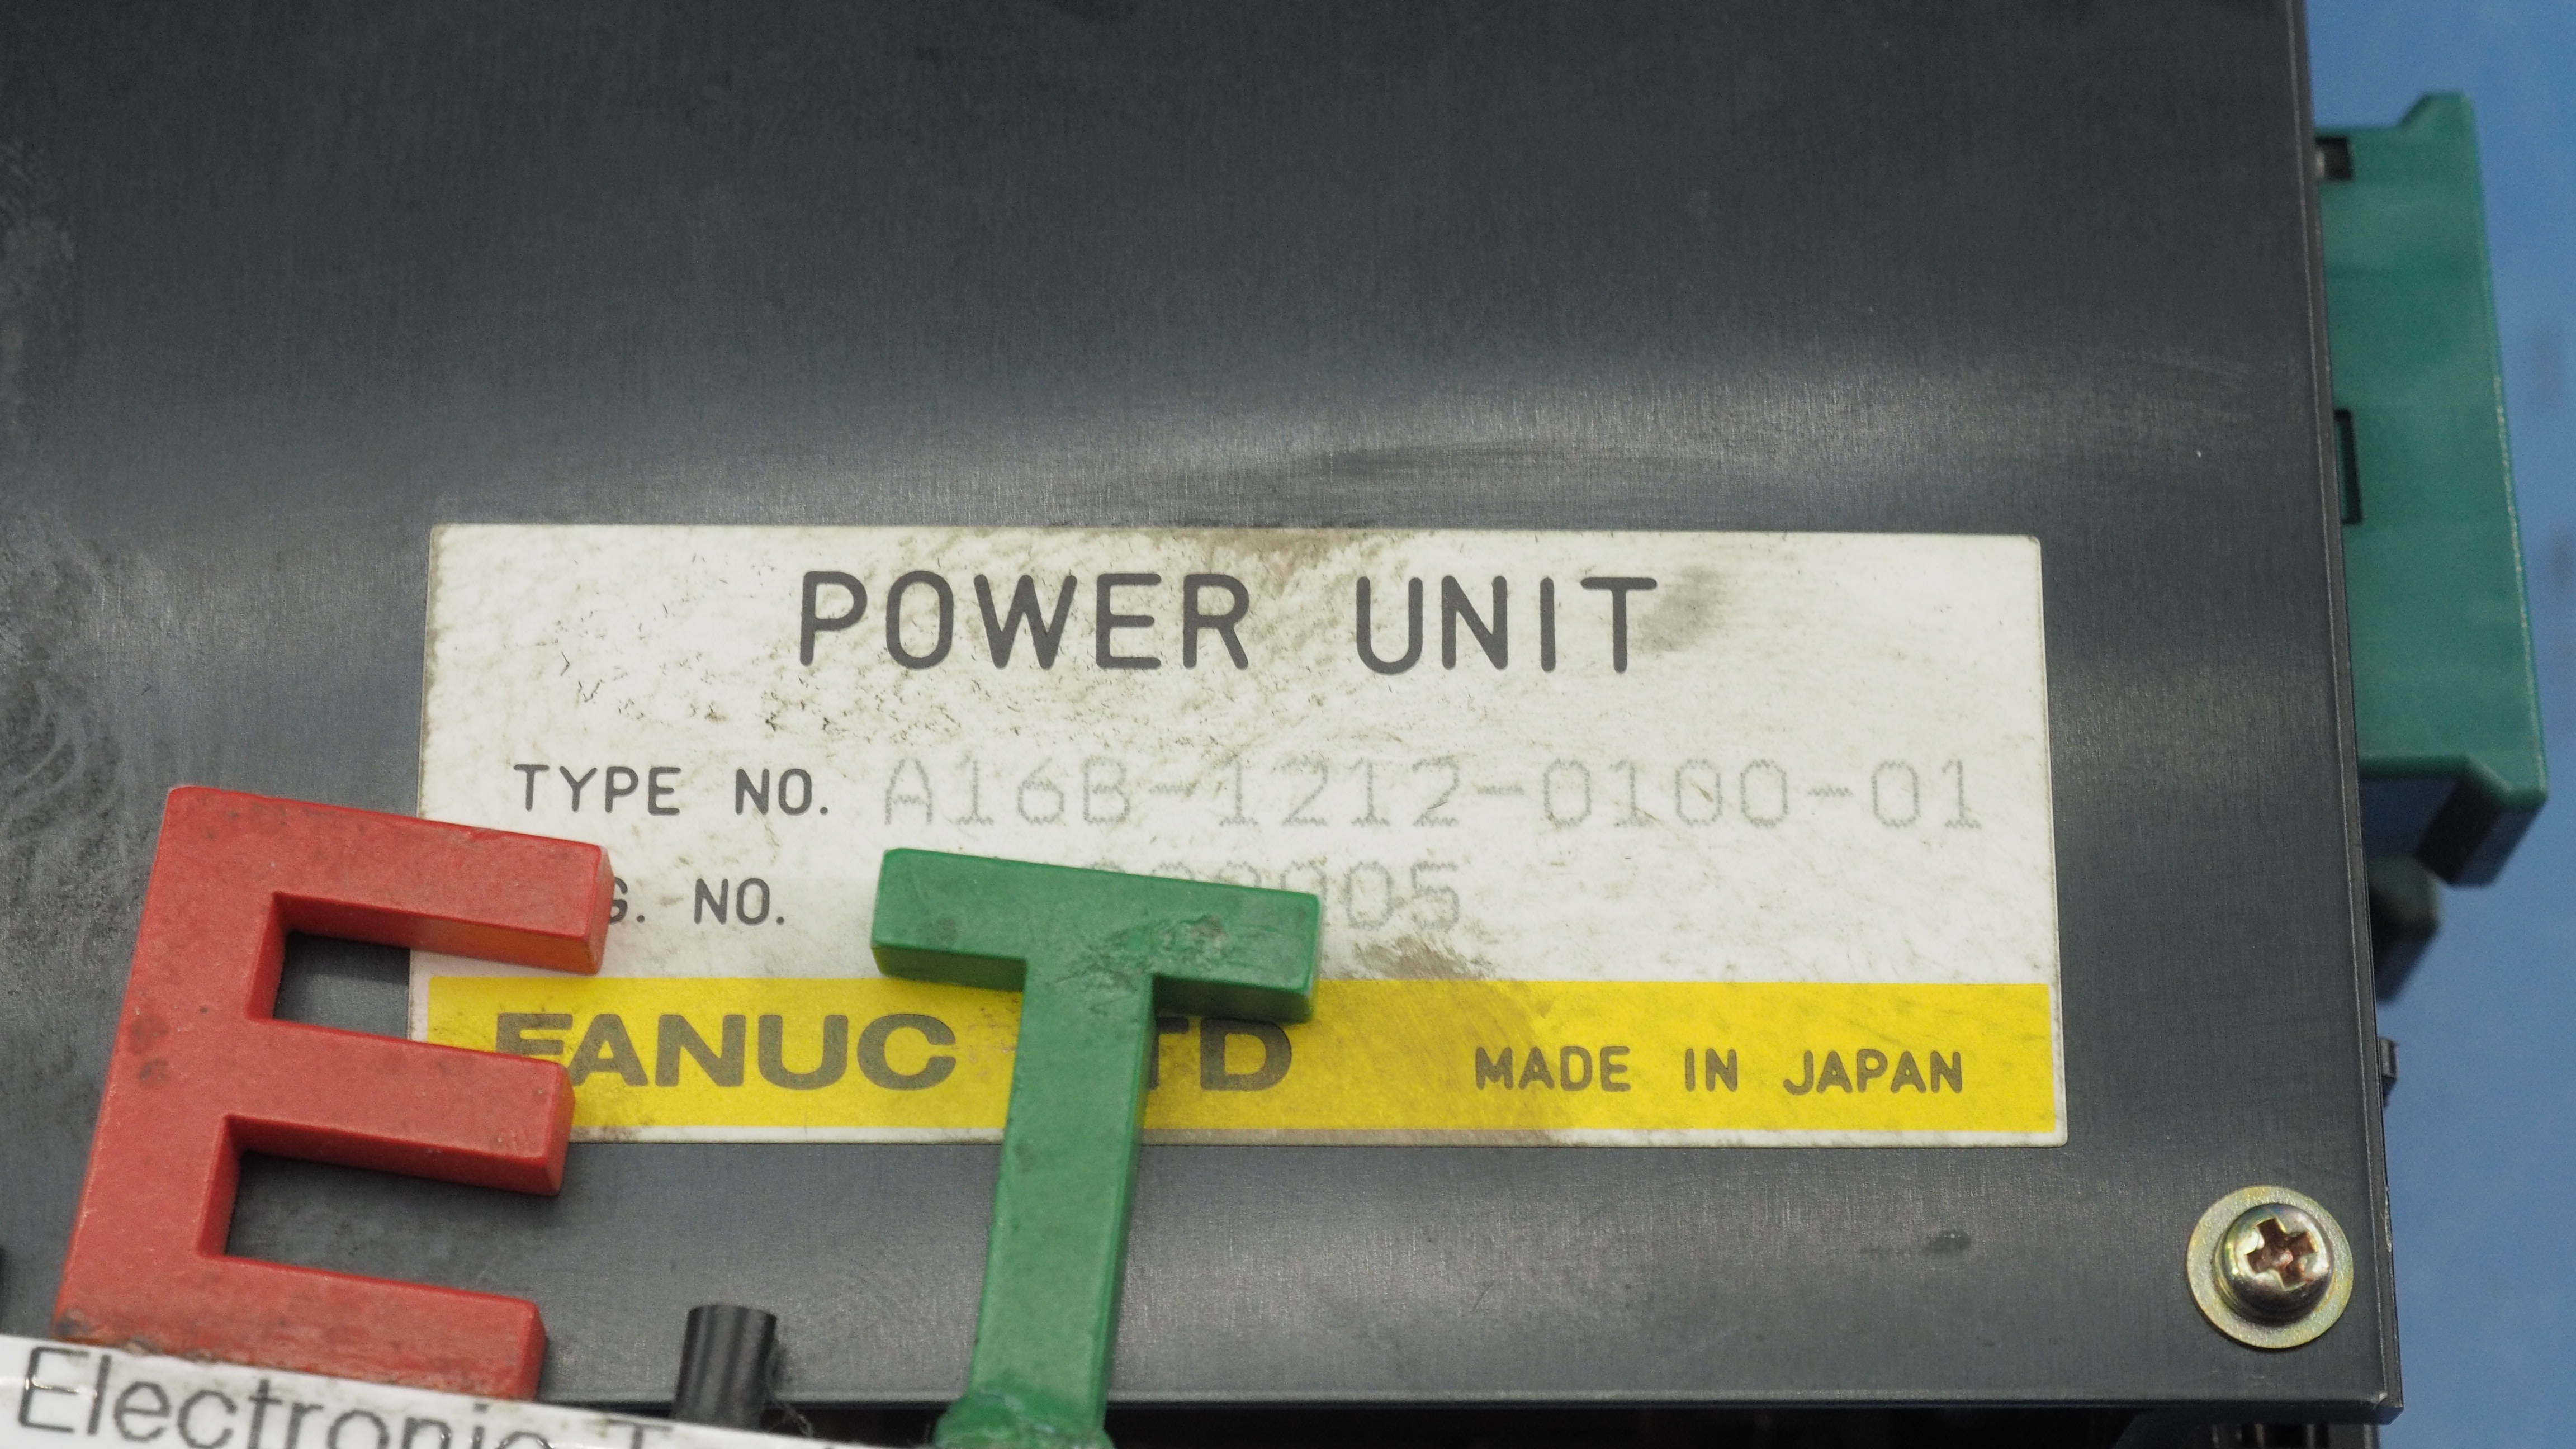 POWER UNIT
TYPE NO. A16B-1212-0100-01
NO.
E T
FANUC
MADE IN JAPAN
Electronic